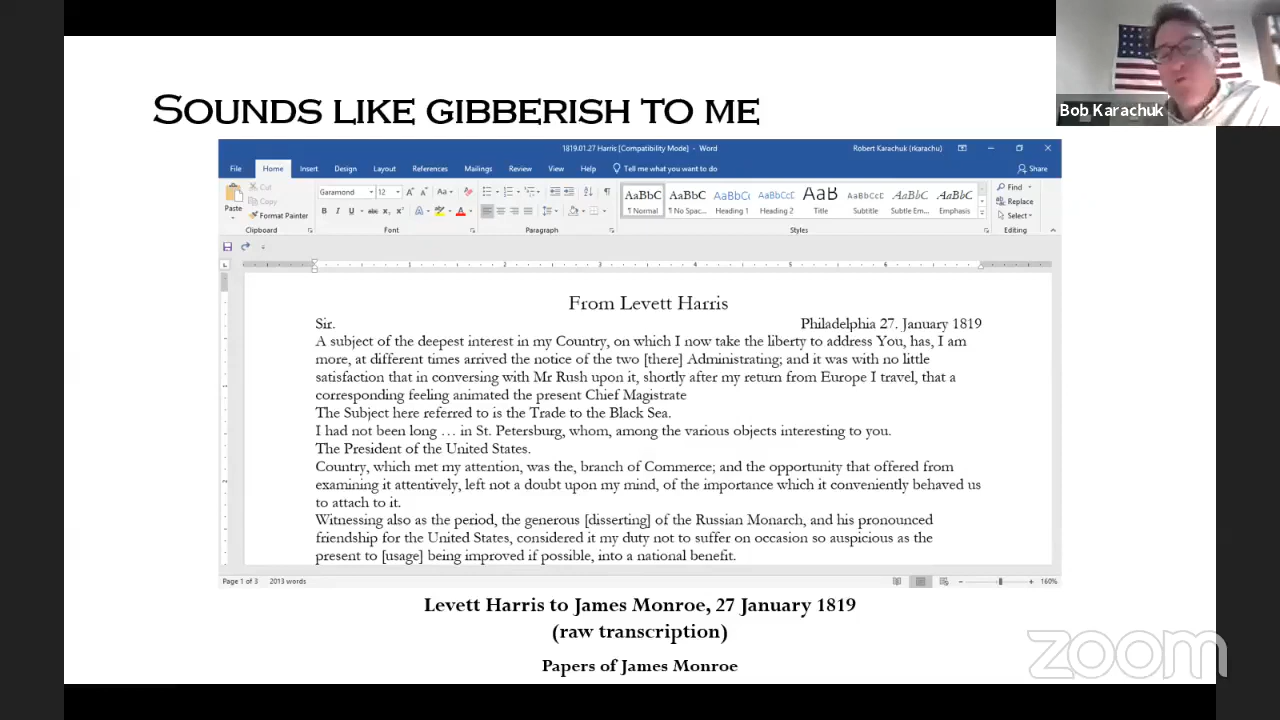 Bob Karachuk
SOUNDS LIKE GIBBERISH TO ME
1819.01.27 Harris [Compatibility Mode] - Word
Robert Karachuk (rkarachu)
File Home Insert Design Layout References Mailings Review View Help Tell me what you want to do Share
Paste
Cut
Copy
Format Painter
Clipboard
Garamond 12
Font
Paragraph
AaBbC AaBbC AaBbC AaBbCcC AaB AaBbCcC AaBbCcC AaBbCc
¶ Normal ¶ No Spac... Heading 1 Heading 2 Title Subtitle Subtle Em... Emphasis
Styles
Find
Replace
Select
Editing
From Levett Harris
Sir. Philadelphia 27. January 1819
A subject of the deepest interest in my Country, on which I now take the liberty to address You, has, I am
more, at different times arrived the notice of the two [there] Administrating; and it was with no little
satisfaction that in conversing with Mr Rush upon it, shortly after my return from Europe I travel, that a
corresponding feeling animated the present Chief Magistrate
The Subject here referred to is the Trade to the Black Sea.
I had not been long … in St. Petersburg, whom, among the various objects interesting to you.
The President of the United States.
Country, which met my attention, was the, branch of Commerce; and the opportunity that offered from
examining it attentively, left not a doubt upon my mind, of the importance which it conveniently behaved us
to attach to it.
Witnessing also as the period, the generous [disserting] of the Russian Monarch, and his pronounced
friendship for the United States, considered it my duty not to suffer on occasion so auspicious as the
present to [usage] being improved if possible, into a national benefit.
Page 1 of 3 2013 words
160%
Levett Harris to James Monroe, 27 January 1819
(raw transcription)
Papers of James Monroe
zoom